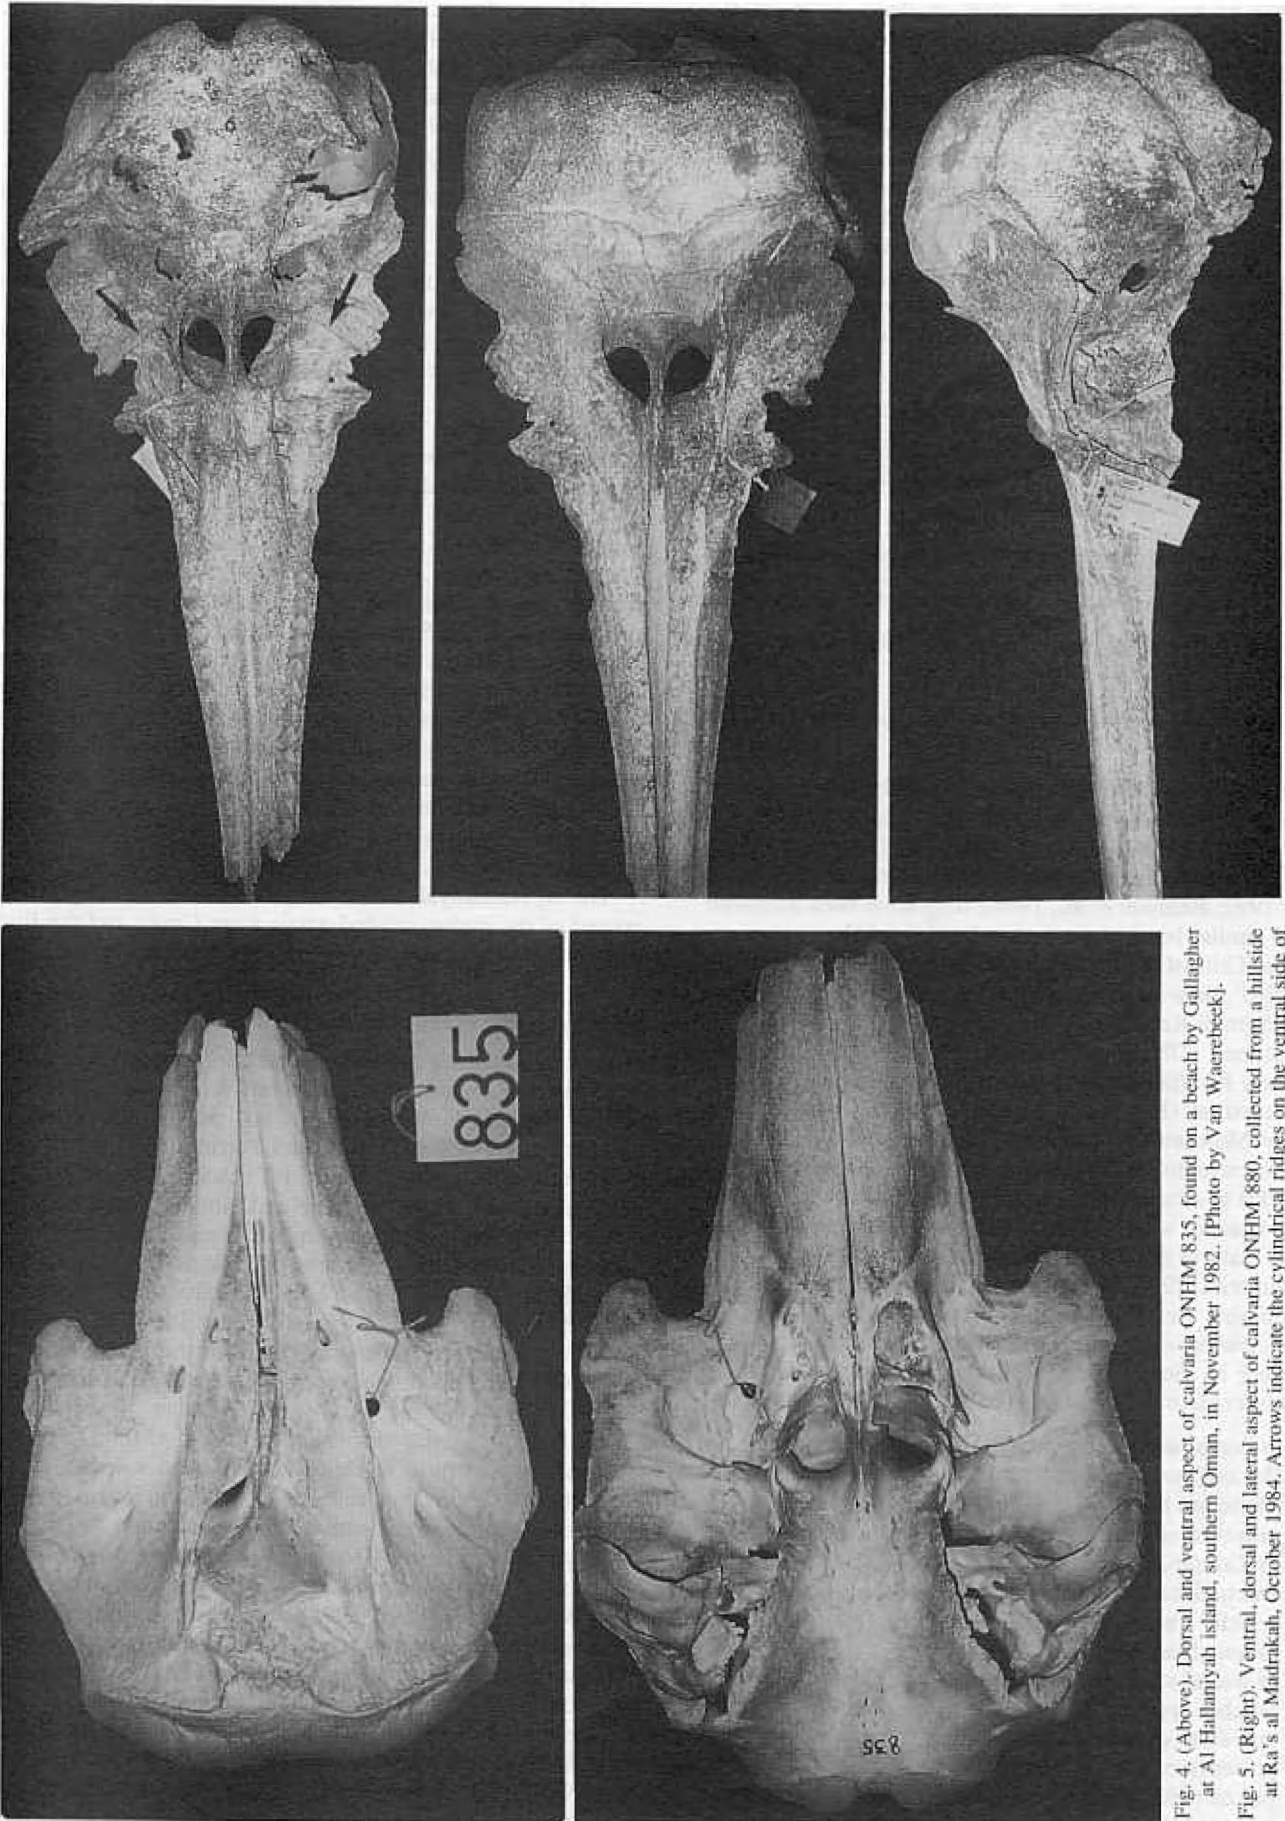 835
835
Fig. 4. (Above). Dorsal and ventral aspect of calvaria ONHM 835, found on a beach by Gallagher
at Al Hallaniyah island, southern Oman, in November 1982. [Photo by Van Waerebeek].
Fig. 5. (Right). Ventral, dorsal and lateral aspect of calvaria ONHM 880, collected from a hillside
at Ra's al Madrakah, October 1984. Arrows indicate the cylindrical ridges on the ventral side of